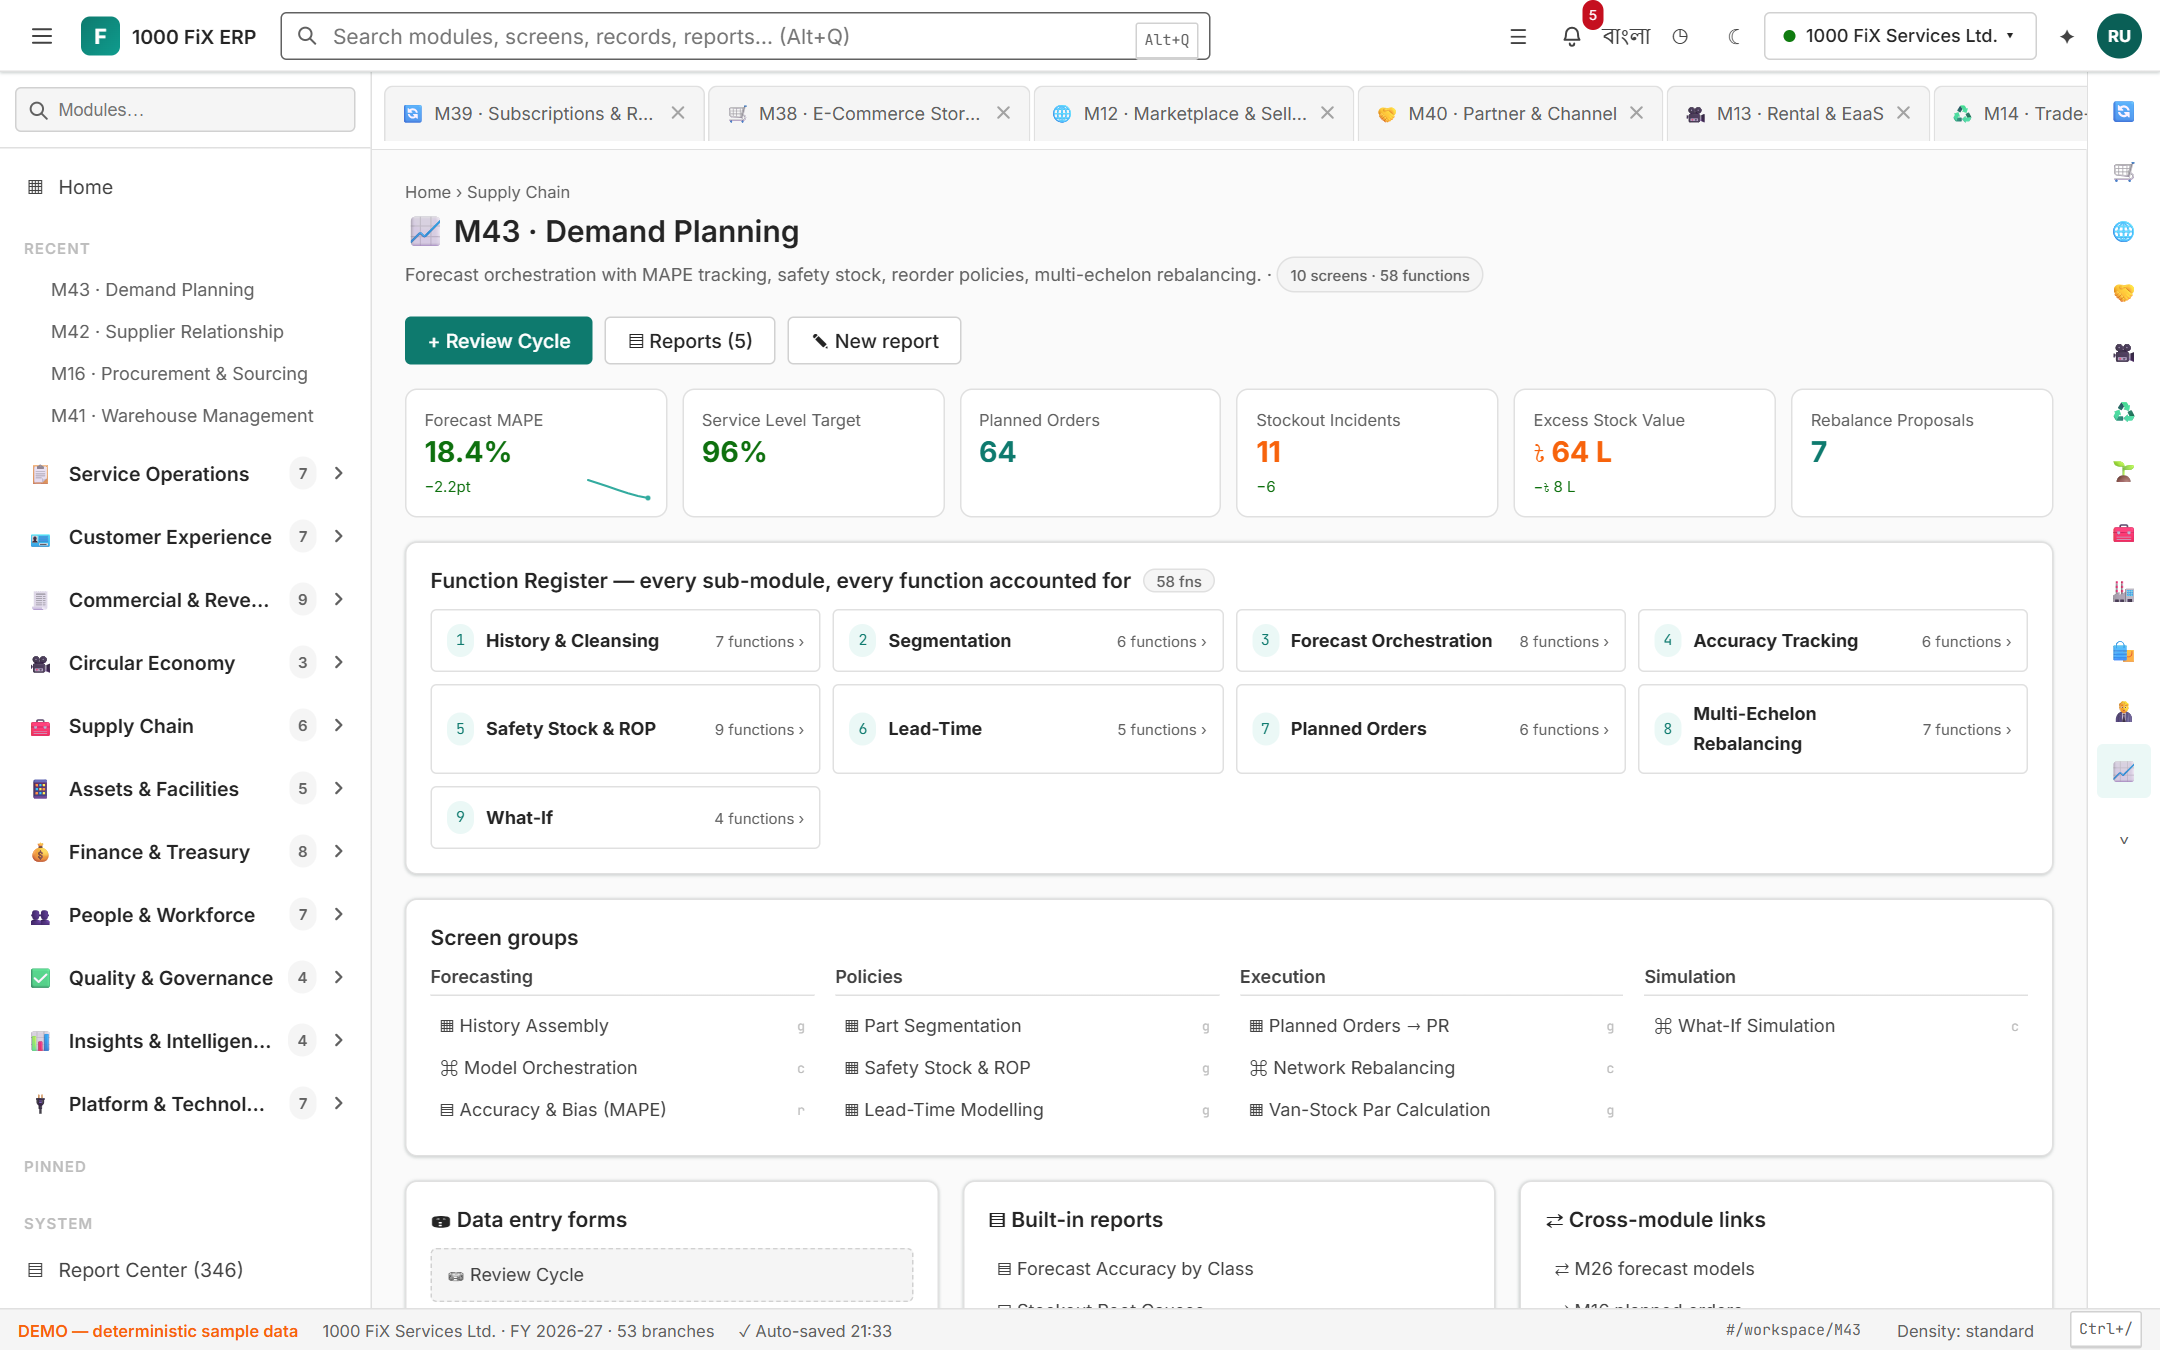 F 1000 FiX ERP
Search modules, screens, records, reports... (Alt+Q) Alt+Q
5
বাংলা
1000 FiX Services Ltd.
RU
Modules...
Home
RECENT
M43 · Demand Planning
M42 · Supplier Relationship
M16 · Procurement & Sourcing
M41 · Warehouse Management
Service Operations 7
Customer Experience 7
Commercial & Reve... 9
Circular Economy 3
Supply Chain 6
Assets & Facilities 5
Finance & Treasury 8
People & Workforce 7
Quality & Governance 4
Insights & Intelligen... 4
Platform & Technol... 7
PINNED
SYSTEM
Report Center (346)
M39 · Subscriptions & R...
M38 · E-Commerce Stor...
M12 · Marketplace & Sell...
M40 · Partner & Channel
M13 · Rental & EaaS
M14 · Trade-
Home › Supply Chain
M43 · Demand Planning
Forecast orchestration with MAPE tracking, safety stock, reorder policies, multi-echelon rebalancing. · 10 screens · 58 functions
+ Review Cycle
Reports (5)
New report
Forecast MAPE
18.4%
−2.2pt
Service Level Target
96%
Planned Orders
64
Stockout Incidents
11
−6
Excess Stock Value
৳ 64 L
−৳ 8 L
Rebalance Proposals
7
Function Register — every sub-module, every function accounted for 58 fns
1 History & Cleansing 7 functions ›
2 Segmentation 6 functions ›
3 Forecast Orchestration 8 functions ›
4 Accuracy Tracking 6 functions ›
5 Safety Stock & ROP 9 functions ›
6 Lead-Time 5 functions ›
7 Planned Orders 6 functions ›
8 Multi-Echelon Rebalancing 7 functions ›
9 What-If 4 functions ›
Screen groups
Forecasting
History Assembly g
Model Orchestration c
Accuracy & Bias (MAPE) r
Policies
Part Segmentation g
Safety Stock & ROP g
Lead-Time Modelling g
Execution
Planned Orders → PR g
Network Rebalancing c
Van-Stock Par Calculation g
Simulation
What-If Simulation c
Data entry forms
Review Cycle
Built-in reports
Forecast Accuracy by Class
Cross-module links
⇄ M26 forecast models
DEMO — deterministic sample data
1000 FiX Services Ltd. · FY 2026-27 · 53 branches
✓ Auto-saved 21:33
#/workspace/M43
Density: standard
Ctrl+/